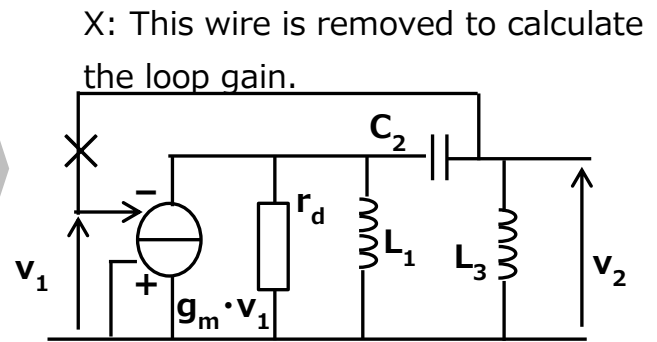 X: This wire is removed to calculate
the loop gain.
C2
−
rd
L1
L3
v1
v2
+
gm·v1